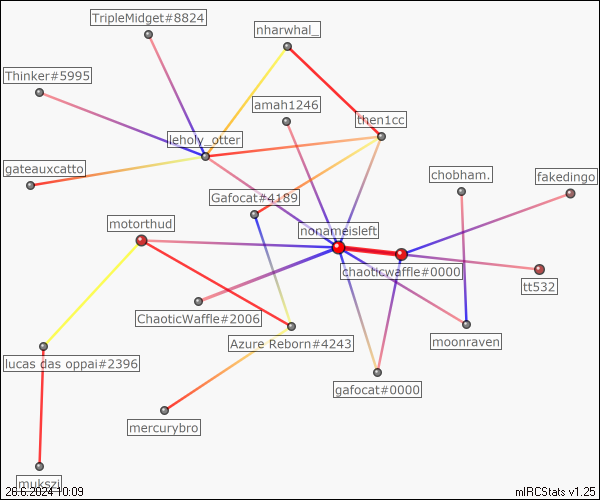 TripleMidget#8824
nharwhal_
Thinker#5995
amah1246
then1cc
leholy_otter
gateauxcatto
chobham.
fakedingo
Gafocat#4189
motorthud
nonameisleft
chaoticwaffle#0000
tt532
ChaoticWaffle#2006
Azure Reborn#4243
moonraven
lucas das oppai#2396
gafocat#0000
mercurybro
mukszi
26.6.2024 10:09
mIRCStats v1.25